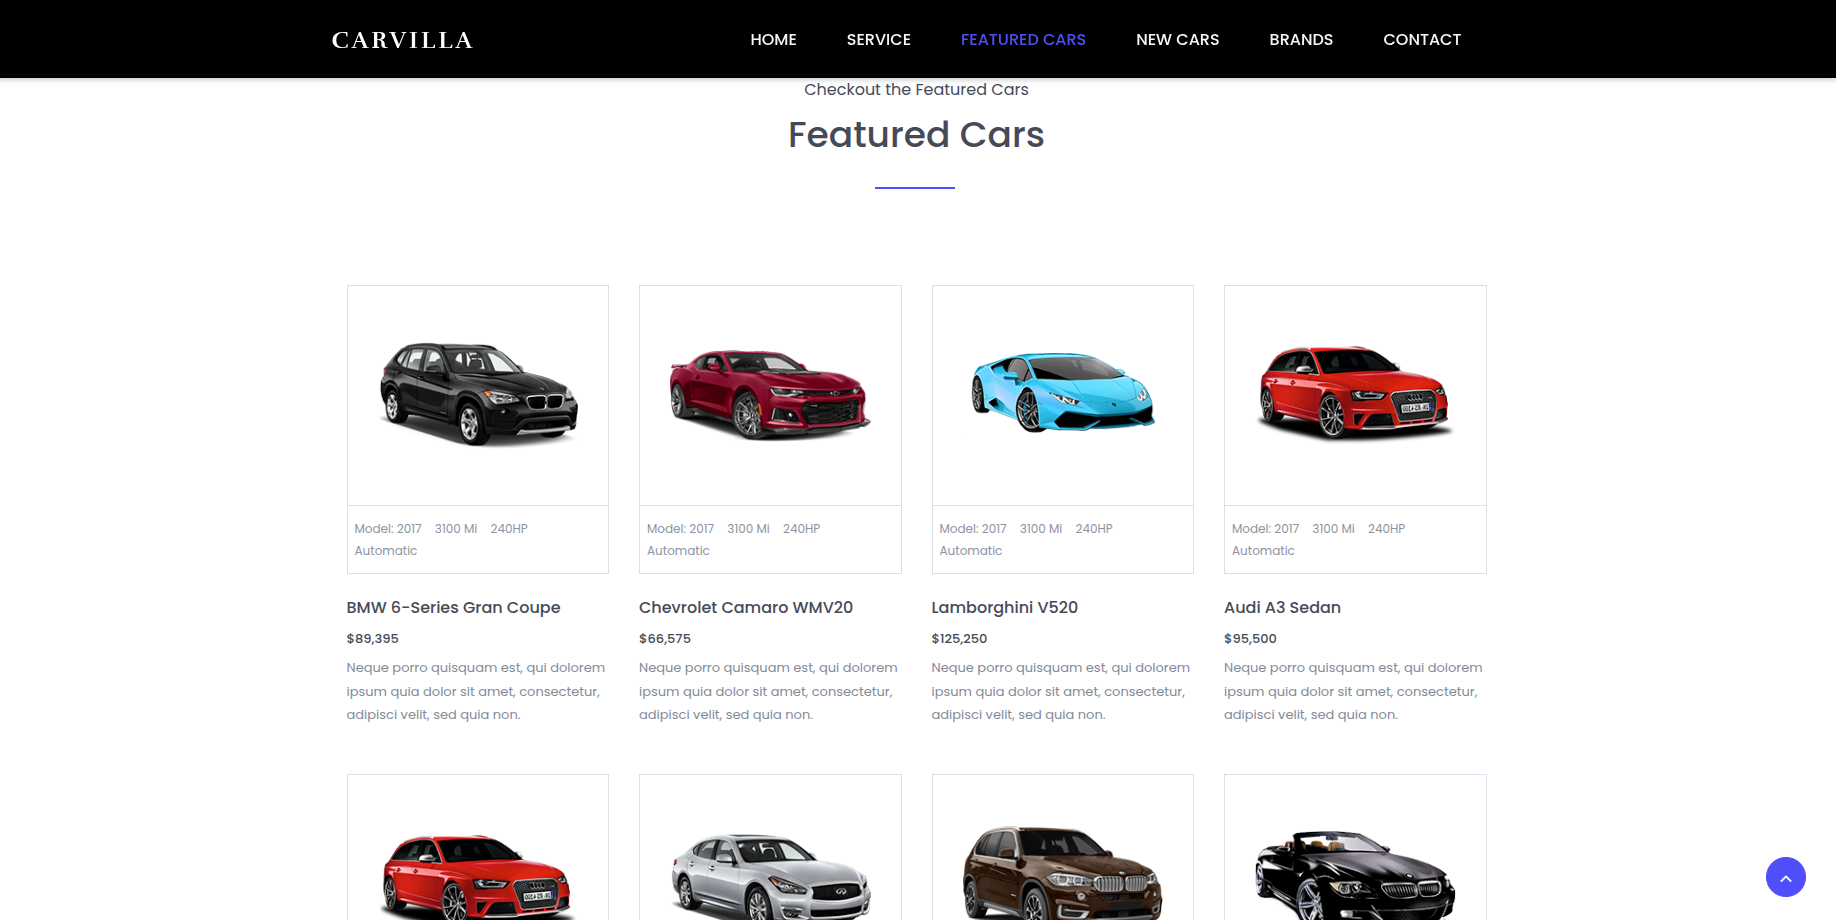 CARVILLA
HOME SERVICE FEATURED CARS NEW CARS BRANDS CONTACT
Checkout the Featured Cars
Featured Cars
Model: 2017 3100 Mi 240HP
Automatic
BMW 6-Series Gran Coupe
$89,395
Neque porro quisquam est, qui dolorem
ipsum quia dolor sit amet, consectetur,
adipisci velit, sed quia non.
Model: 2017 3100 Mi 240HP
Automatic
Chevrolet Camaro WMV20
$66,575
Neque porro quisquam est, qui dolorem
ipsum quia dolor sit amet, consectetur,
adipisci velit, sed quia non.
Model: 2017 3100 Mi 240HP
Automatic
Lamborghini V520
$125,250
Neque porro quisquam est, qui dolorem
ipsum quia dolor sit amet, consectetur,
adipisci velit, sed quia non.
Model: 2017 3100 Mi 240HP
Automatic
Audi A3 Sedan
$95,500
Neque porro quisquam est, qui dolorem
ipsum quia dolor sit amet, consectetur,
adipisci velit, sed quia non.